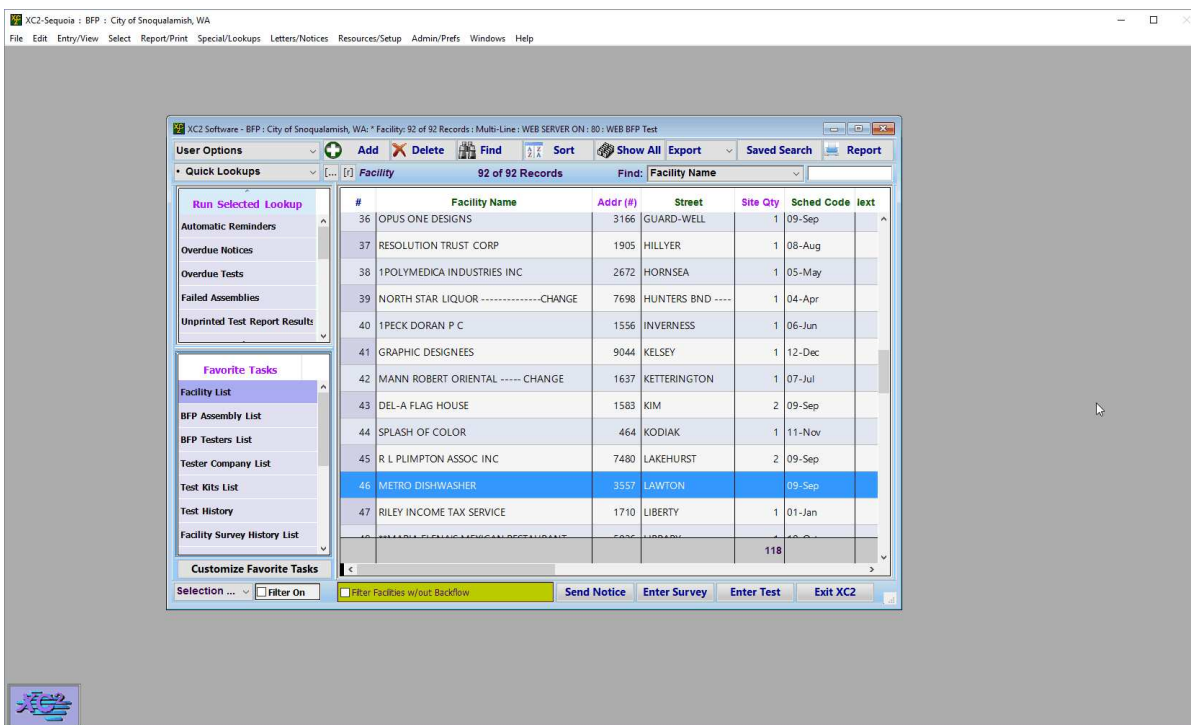 XC2-Sequoia : BFP : City of Snoqualamish, WA
File Edit Entry/View Select Report/Print Special/Lookups Letters/Notices Resources/Setup Admin/Prefs Windows Help
XC2 Software - BFP : City of Snoqualamish, WA: * Facility: 92 of 92 Records : Multi-Line : WEB SERVER ON : 80 : WEB BFP Test
User Options Add Delete Find Sort Show All Export Saved Search Report
• Quick Lookups [... [r] Facility 92 of 92 Records Find: Facility Name
Run Selected Lookup
Automatic Reminders
Overdue Notices
Overdue Tests
Failed Assemblies
Unprinted Test Report Results
Favorite Tasks
Facility List
BFP Assembly List
BFP Testers List
Tester Company List
Test Kits List
Test History
Facility Survey History List
Customize Favorite Tasks
# Facility Name Addr (#) Street Site Qty Sched Code lext
36 OPUS ONE DESIGNS 3166 GUARD-WELL 1 09-Sep
37 RESOLUTION TRUST CORP 1905 HILLYER 1 08-Aug
38 1POLYMEDICA INDUSTRIES INC 2672 HORNSEA 1 05-May
39 NORTH STAR LIQUOR --------------CHANGE 7698 HUNTERS BND ---- 1 04-Apr
40 1PECK DORAN P C 1556 INVERNESS 1 06-Jun
41 GRAPHIC DESIGNEES 9044 KELSEY 1 12-Dec
42 MANN ROBERT ORIENTAL ----- CHANGE 1637 KETTERINGTON 1 07-Jul
43 DEL-A FLAG HOUSE 1583 KIM 2 09-Sep
44 SPLASH OF COLOR 464 KODIAK 1 11-Nov
45 R L PLIMPTON ASSOC INC 7480 LAKEHURST 2 09-Sep
46 METRO DISHWASHER 3557 LAWTON 09-Sep
47 RILEY INCOME TAX SERVICE 1710 LIBERTY 1 01-Jan
118
Selection ... Filter On Filter Facilities w/out Backflow Send Notice Enter Survey Enter Test Exit XC2
XC2